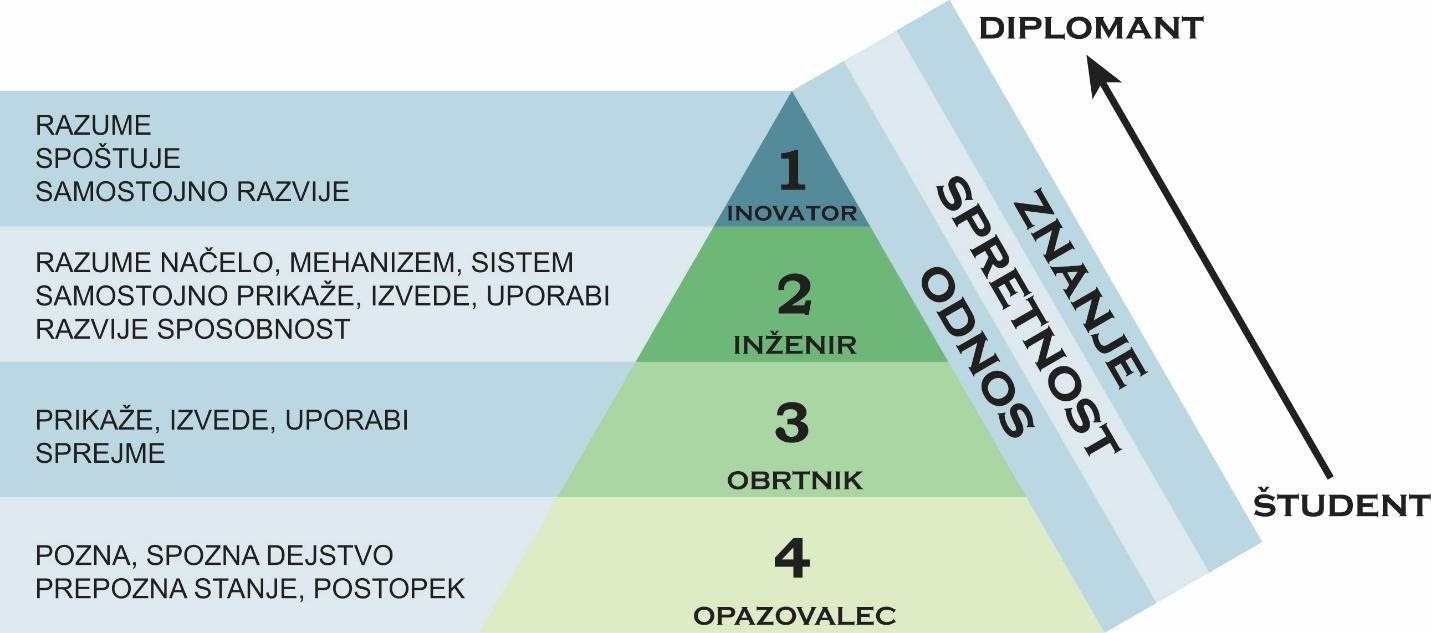 DIPLOMANT
RAZUME
SPOŠTUJE
SAMOSTOJNO RAZVIJE
1
INOVATOR
RAZUME NAČELO, MEHANIZEM, SISTEM
SAMOSTOJNO PRIKAŽE, IZVEDE, UPORABI
RAZVIJE SPOSOBNOST
2
INŽENIR
PRIKAŽE, IZVEDE, UPORABI
SPREJME
3
OBRTNIK
POZNA, SPOZNA DEJSTVO
PREPOZNA STANJE, POSTOPEK
4
OPAZOVALEC
ODNOS
SPRETNOST
ZNANJE
ŠTUDENT